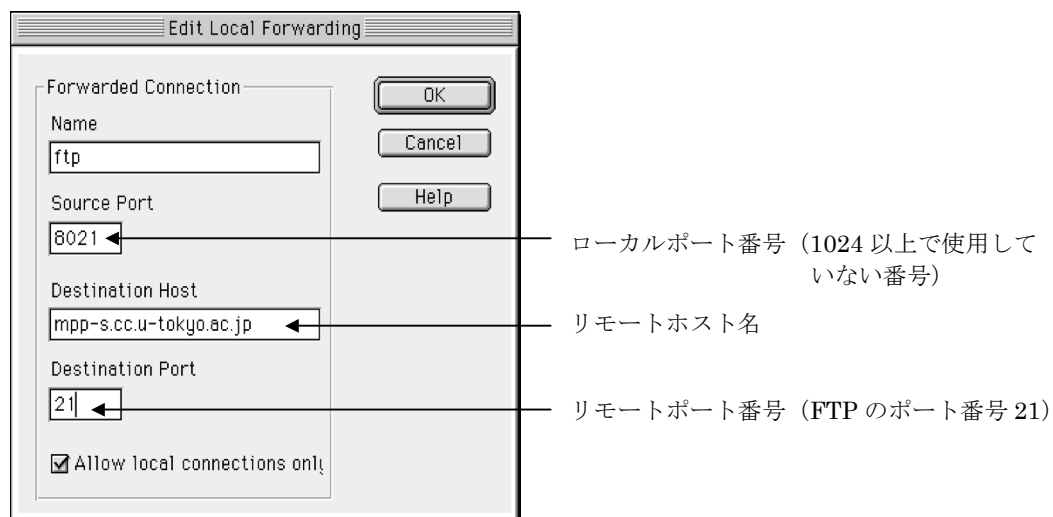 Edit Local Forwarding
Forwarded Connection
OK
Name
Cancel
ftp
Help
Source Port
8021
ローカルポート番号（1024 以上で使用して
いない番号）
Destination Host
mpp-s.cc.u-tokyo.ac.jp
リモートホスト名
Destination Port
21
リモートポート番号（FTP のポート番号 21）
Allow local connections only